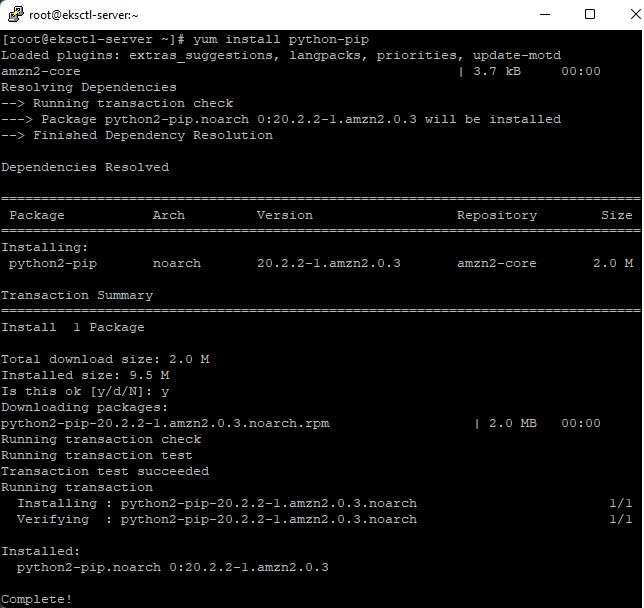 root@eksctl-server:~
[root@eksctl-server ~]# yum install python-pip
Loaded plugins: extras_suggestions, langpacks, priorities, update-motd
amzn2-core | 3.7 kB 00:00
Resolving Dependencies
--> Running transaction check
---> Package python2-pip.noarch 0:20.2.2-1.amzn2.0.3 will be installed
--> Finished Dependency Resolution
Dependencies Resolved
================================================================================
Package Arch Version Repository Size
================================================================================
Installing:
python2-pip noarch 20.2.2-1.amzn2.0.3 amzn2-core 2.0 M
Transaction Summary
================================================================================
Install 1 Package
Total download size: 2.0 M
Installed size: 9.5 M
Is this ok [y/d/N]: y
Downloading packages:
python2-pip-20.2.2-1.amzn2.0.3.noarch.rpm | 2.0 MB 00:00
Running transaction check
Running transaction test
Transaction test succeeded
Running transaction
Installing : python2-pip-20.2.2-1.amzn2.0.3.noarch 1/1
Verifying : python2-pip-20.2.2-1.amzn2.0.3.noarch 1/1
Installed:
python2-pip.noarch 0:20.2.2-1.amzn2.0.3
Complete!